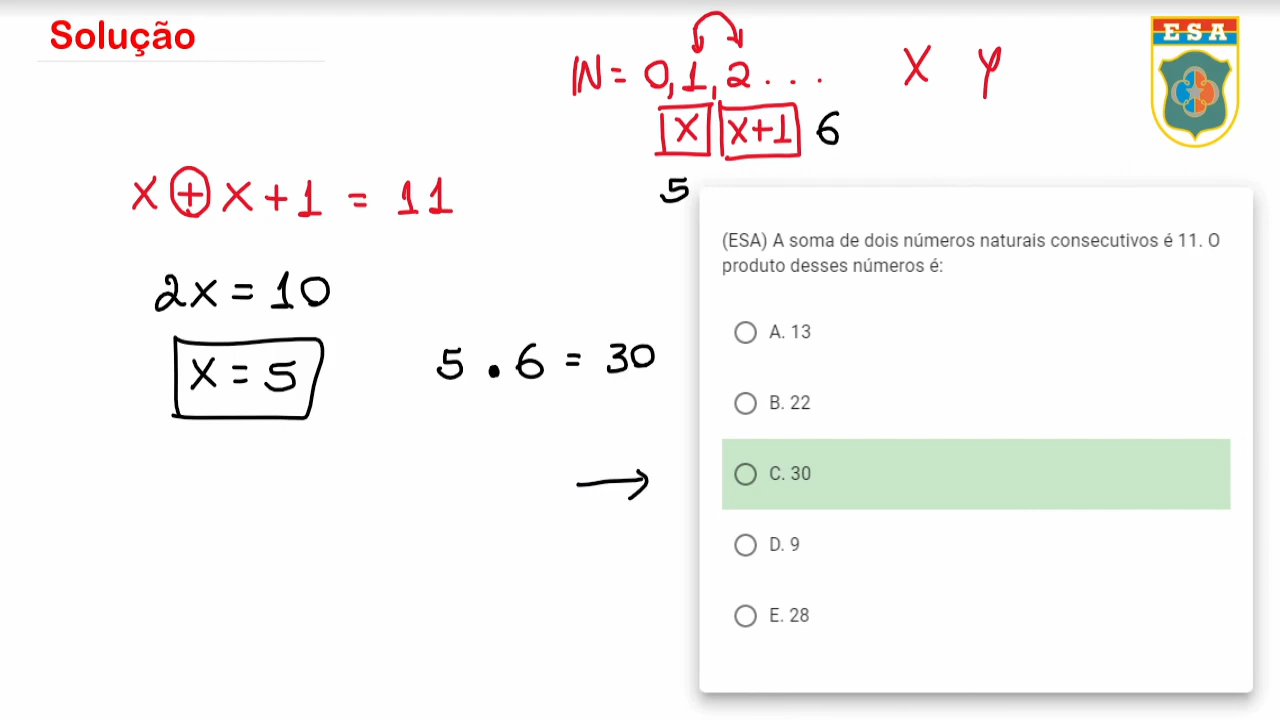 Solução
ℕ = 0, 1, 2 . . .
X Y
ESA
x x+1 6
5
x + x + 1 = 11
2x = 10
x = 5
5 . 6 = 30
(ESA) A soma de dois números naturais consecutivos é 11. O
produto desses números é:
A. 13
B. 22
C. 30
D. 9
E. 28